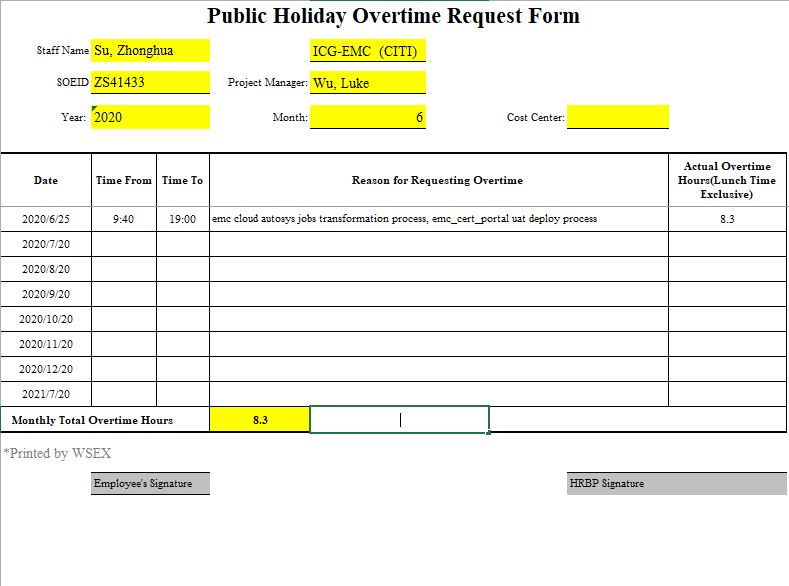 Public Holiday Overtime Request Form
Staff Name Su, Zhonghua ICG-EMC (CITI)
SOEID ZS41433 Project Manager: Wu, Luke
Year: 2020 Month: 6 Cost Center:
Date Time From Time To Reason for Requesting Overtime Actual Overtime Hours(Lunch Time Exclusive)
2020/6/25 9:40 19:00 emc cloud autosys jobs transformation process, emc_cert_portal uat deploy process 8.3
2020/7/20
2020/8/20
2020/9/20
2020/10/20
2020/11/20
2020/12/20
2021/7/20
Monthly Total Overtime Hours 8.3
*Printed by WSEX
Employee's Signature HRBP Signature